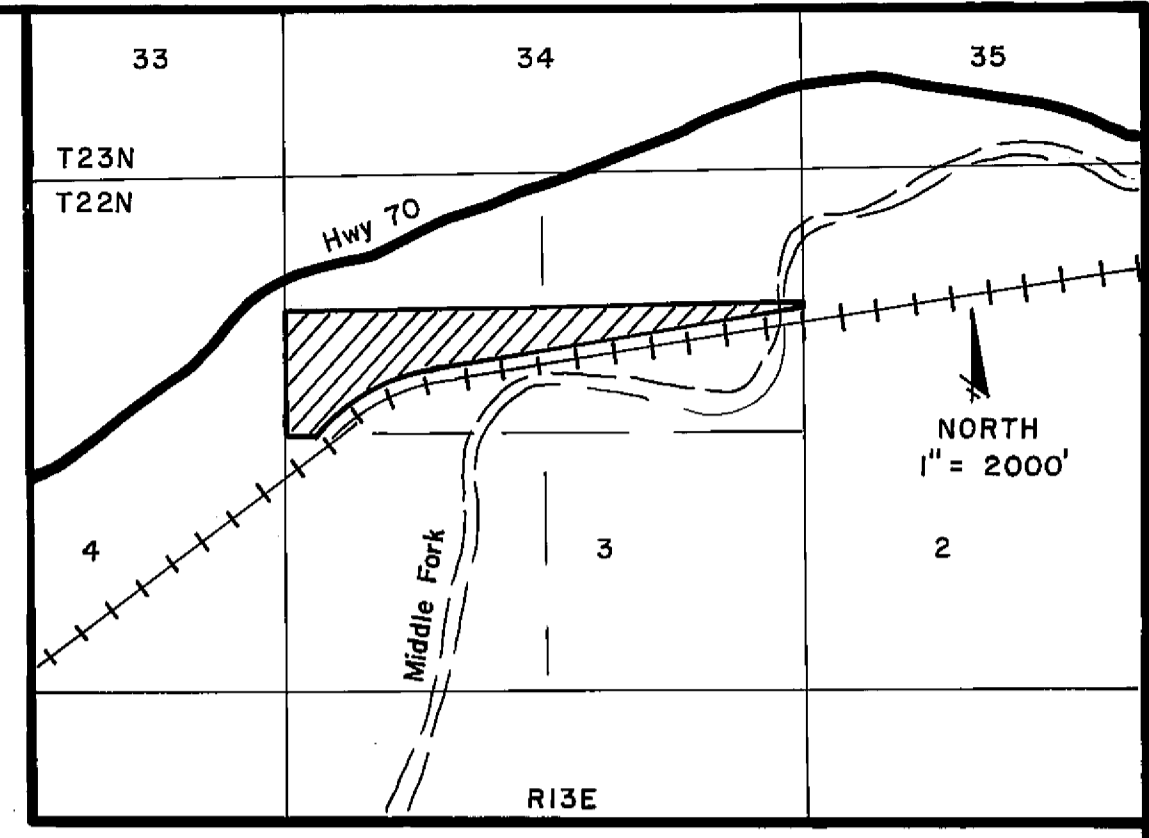 33
34
35
T23N
T22N
Hwy 70
NORTH
1" = 2000'
4
3
2
Middle Fork
R13E